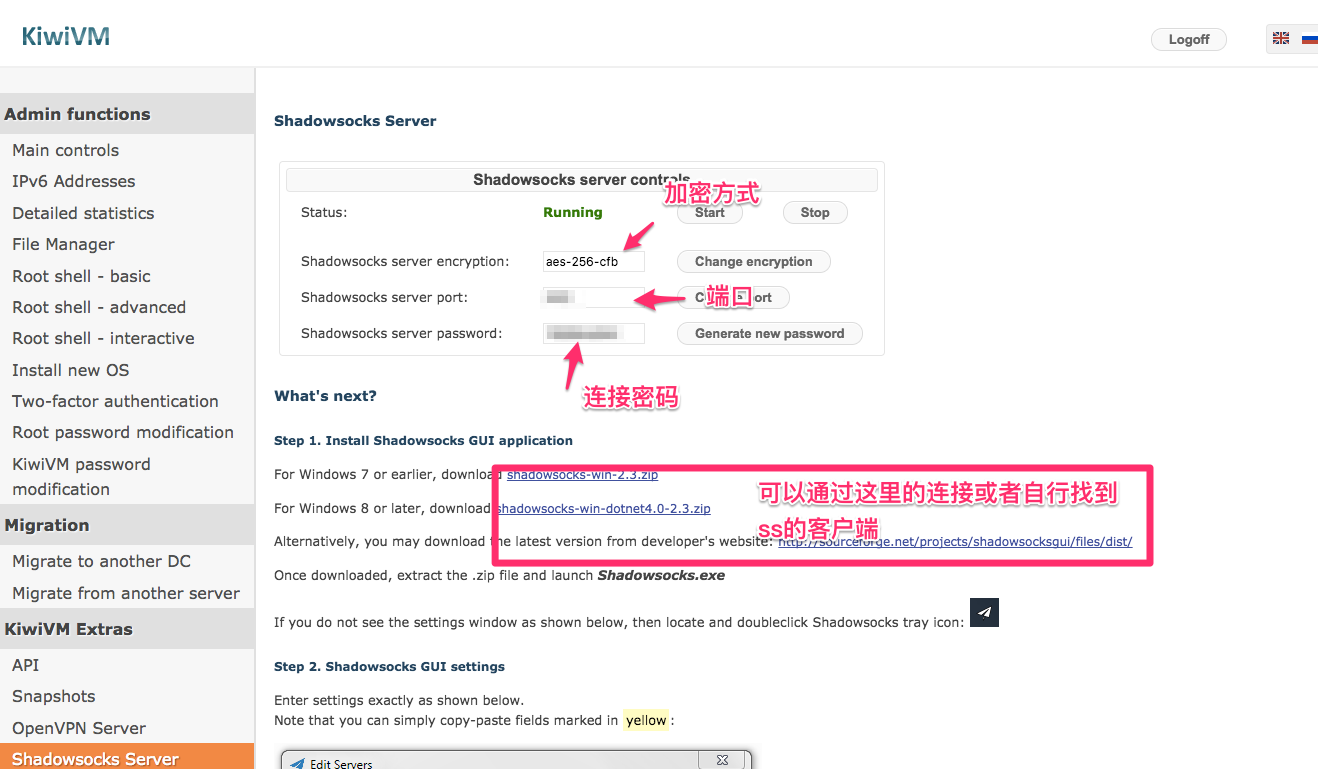 KiwiVM
Logoff
Admin functions
Main controls
IPv6 Addresses
Detailed statistics
File Manager
Root shell - basic
Root shell - advanced
Root shell - interactive
Install new OS
Two-factor authentication
Root password modification
KiwiVM password
modification
Migration
Migrate to another DC
Migrate from another server
KiwiVM Extras
API
Snapshots
OpenVPN Server
Shadowsocks Server
Shadowsocks Server
Shadowsocks server controls
加密方式
Status: Running Start Stop
Shadowsocks server encryption: aes-256-cfb Change encryption
Shadowsocks server port: 端口
Shadowsocks server password: Generate new password
连接密码
What's next?
Step 1. Install Shadowsocks GUI application
For Windows 7 or earlier, download shadowsocks-win-2.3.zip
可以通过这里的连接或者自行找到
For Windows 8 or later, download shadowsocks-win-dotnet4.0-2.3.zip
ss的客户端
Alternatively, you may download the latest version from developer's website: http://sourceforge.net/projects/shadowsocksgui/files/dist/
Once downloaded, extract the .zip file and launch Shadowsocks.exe
If you do not see the settings window as shown below, then locate and doubleclick Shadowsocks tray icon:
Step 2. Shadowsocks GUI settings
Enter settings exactly as shown below.
Note that you can simply copy-paste fields marked in yellow :
Edit Servers